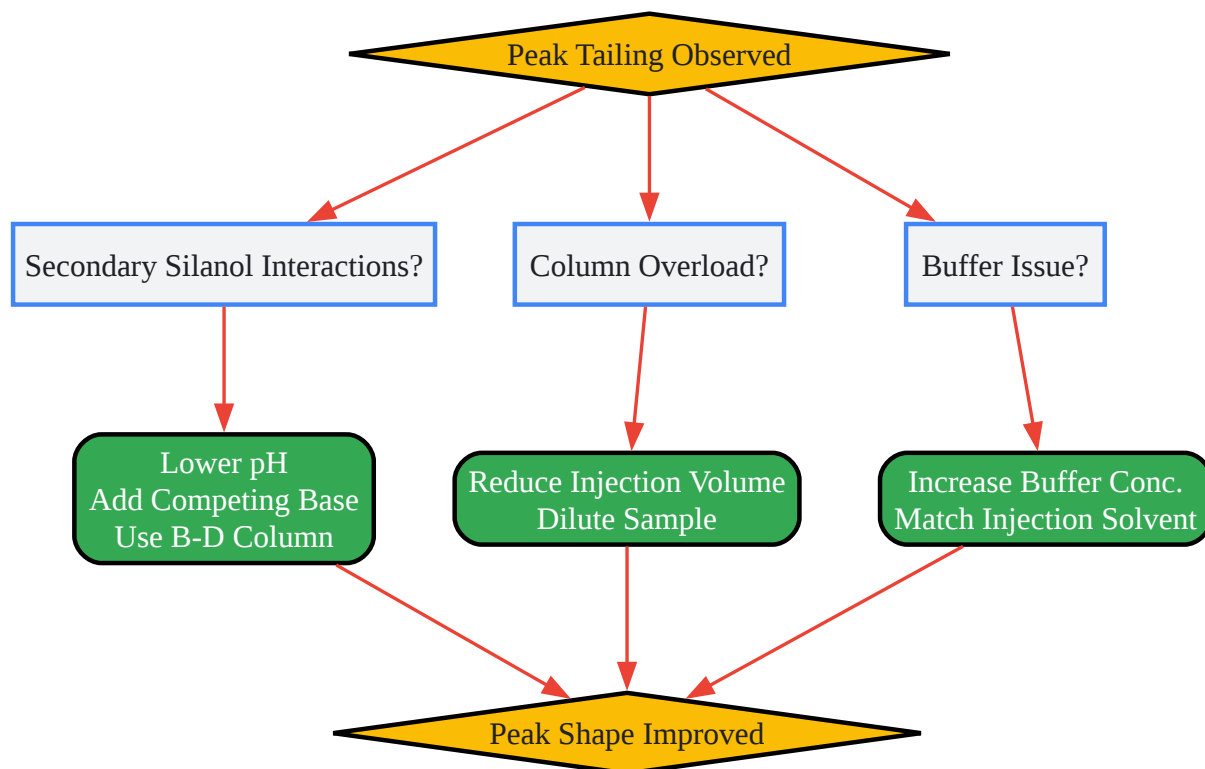 Peak Tailing Observed
Secondary Silanol Interactions?
Column Overload?
Buffer Issue?
Lower pH
Add Competing Base
Use B-D Column
Reduce Injection Volume
Dilute Sample
Increase Buffer Conc.
Match Injection Solvent
Peak Shape Improved